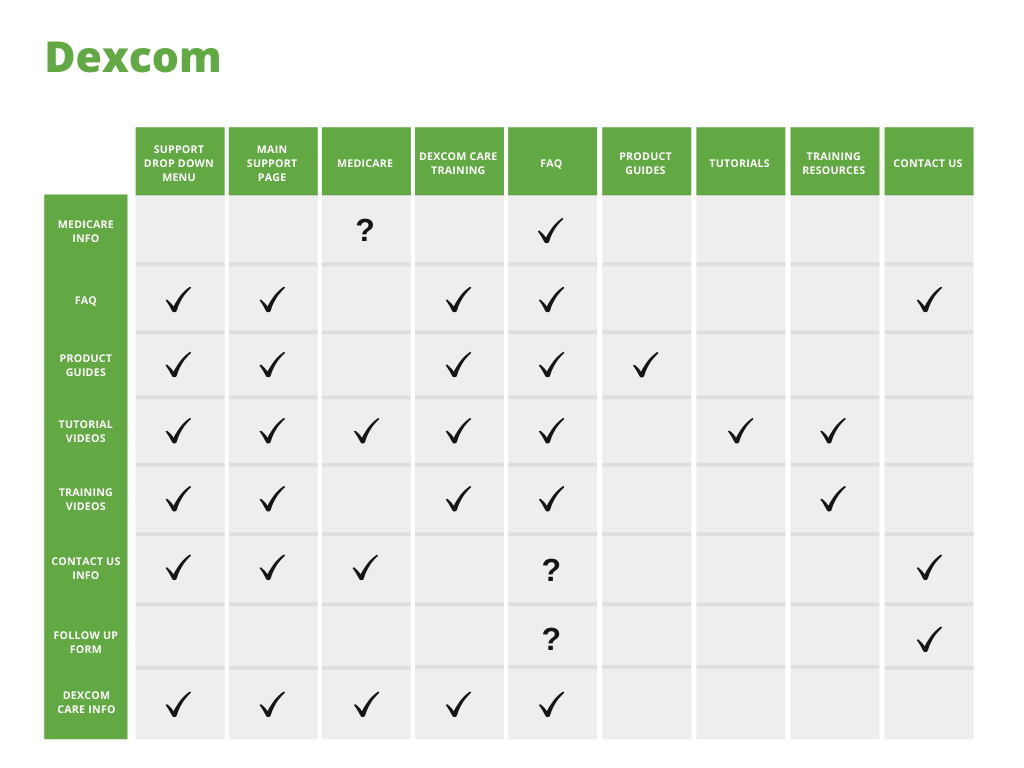 Dexcom
SUPPORT
DROP DOWN
MENU
MAIN
SUPPORT
PAGE
MEDICARE
DEXCOM CARE
TRAINING
FAQ
PRODUCT
GUIDES
TUTORIALS
TRAINING
RESOURCES
CONTACT US
MEDICARE
INFO
?
FAQ
PRODUCT
GUIDES
TUTORIAL
VIDEOS
TRAINING
VIDEOS
CONTACT US
INFO
?
FOLLOW UP
FORM
?
DEXCOM
CARE INFO